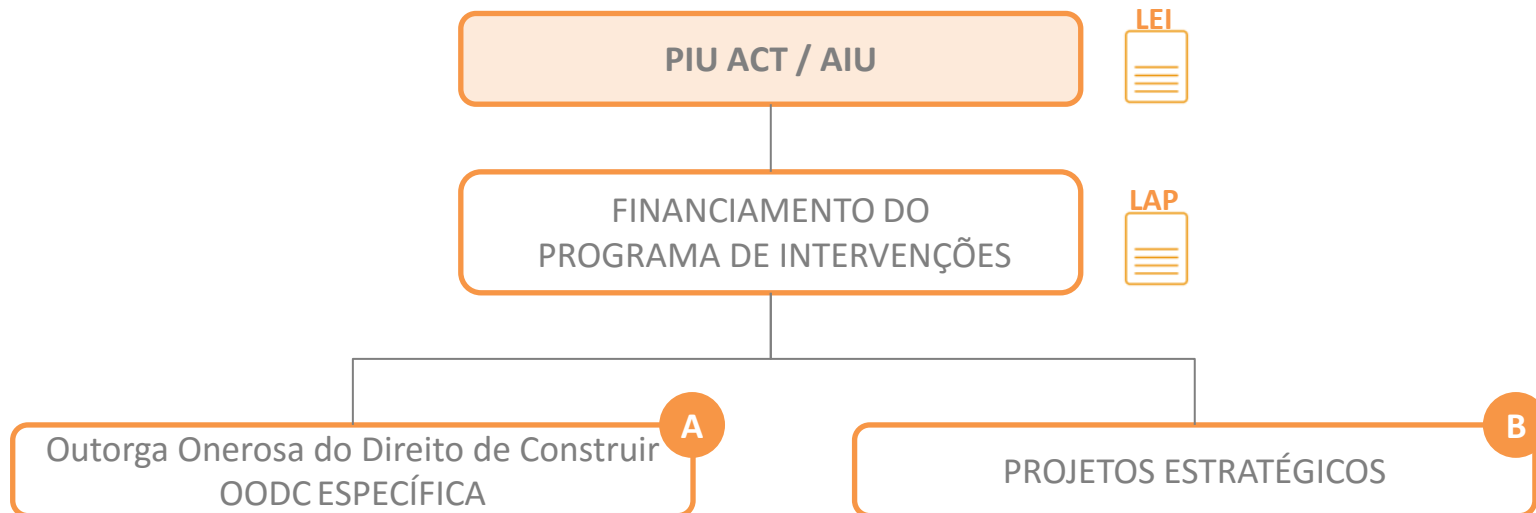 PIU ACT / AIU
LEI
FINANCIAMENTO DO
PROGRAMA DE INTERVENÇÕES
LAP
A
Outorga Onerosa do Direito de Construir
OODC ESPECÍFICA
B
PROJETOS ESTRATÉGICOS